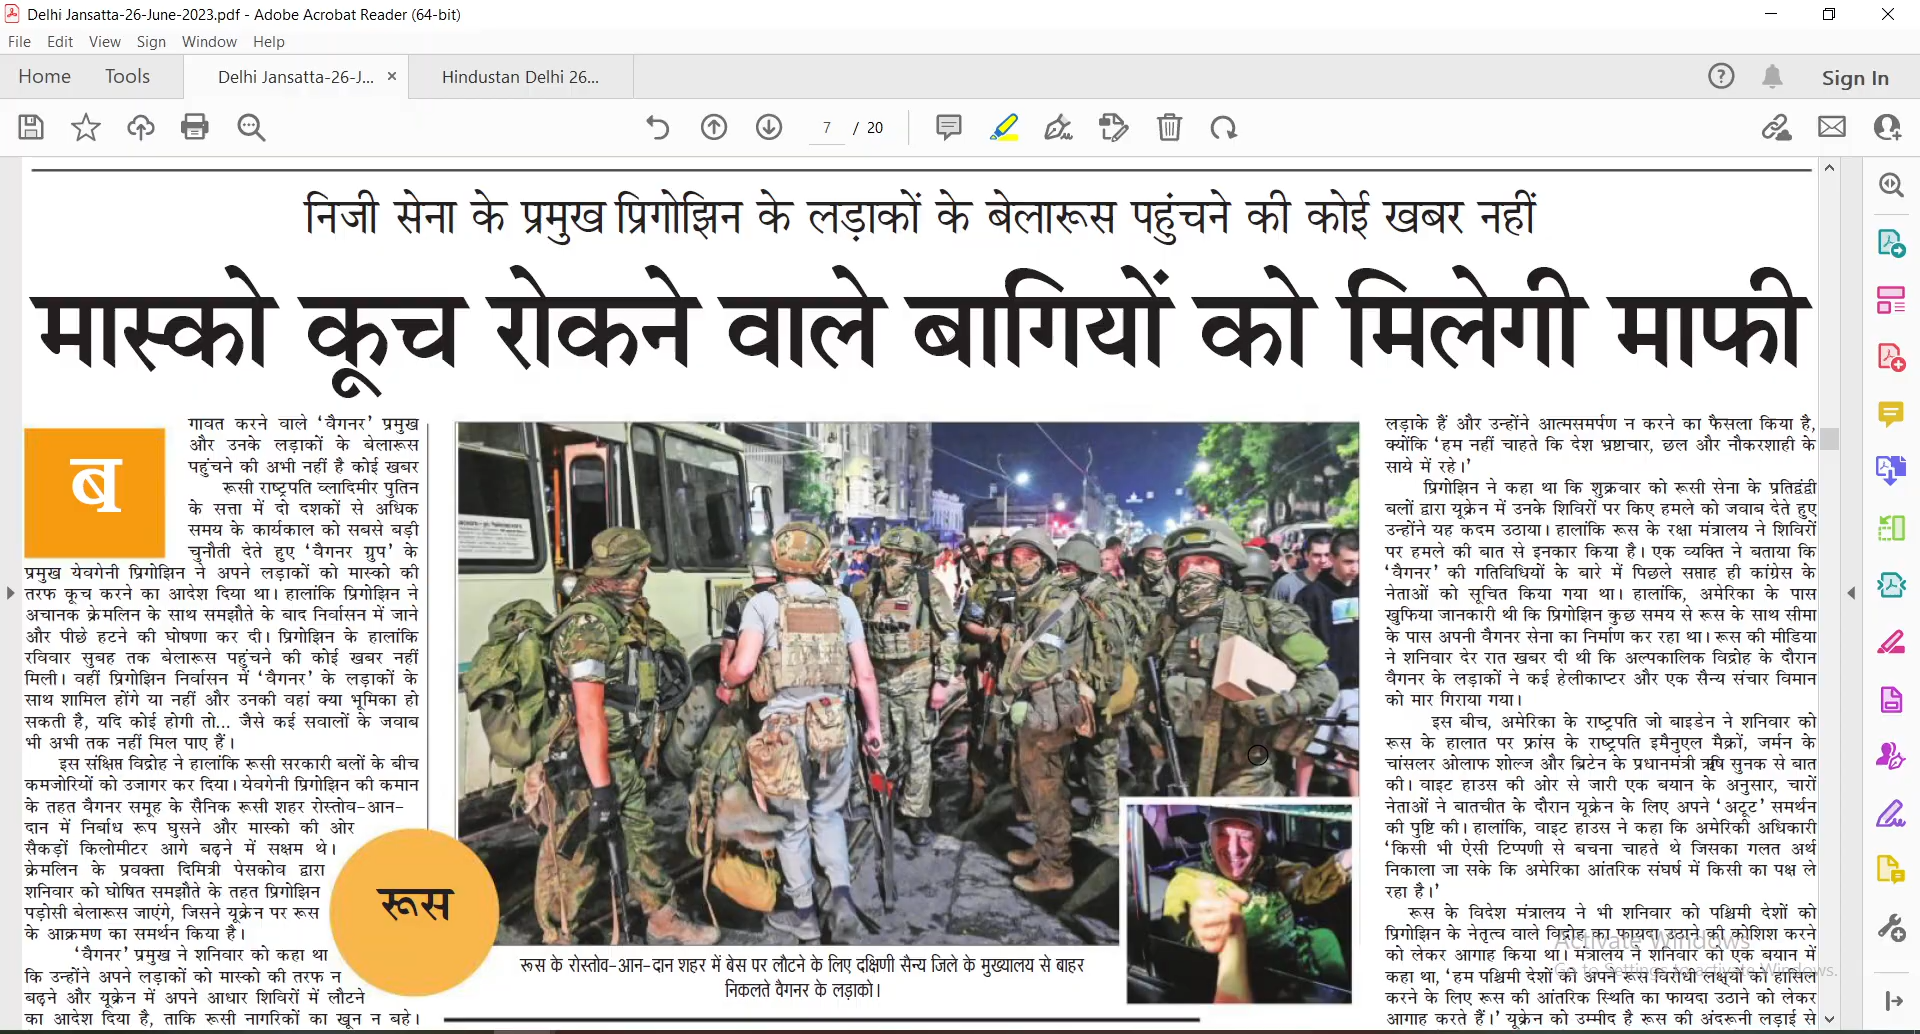 Delhi Jansatta-26-June-2023.pdf - Adobe Acrobat Reader (64-bit)
File Edit View Sign Window Help
Home Tools Delhi Jansatta-26-J... × Hindustan Delhi 26... Sign In
7 / 20
निजी सेना के प्रमुख प्रिगोझिन के लड़ाकों के बेलारूस पहुंचने की कोई खबर नहीं
मास्को कूच रोकने वाले बागियों को मिलेगी माफी
ब
गावत करने वाले ‘वैगनर’ प्रमुख
और उनके लड़ाकों के बेलारूस
पहुंचने की अभी नहीं है कोई खबर
रूसी राष्ट्रपति व्लादिमीर पुतिन
के सत्ता में दो दशकों से अधिक
समय के कार्यकाल को सबसे बड़ी
चुनौती देते हुए ‘वैगनर ग्रुप’ के
प्रमुख येवगेनी प्रिगोझिन ने अपने लड़ाकों को मास्को की
तरफ कूच करने का आदेश दिया था। हालांकि प्रिगोझिन ने
अचानक क्रेमलिन के साथ समझौते के बाद निर्वासन में जाने
और पीछे हटने की घोषणा कर दी। प्रिगोझिन के हालांकि
रविवार सुबह तक बेलारूस पहुंचने की कोई खबर नहीं
मिली। वहीं प्रिगोझिन निर्वासन में ‘वैगनर’ के लड़ाकों के
साथ शामिल होंगे या नहीं और उनकी वहां क्या भूमिका हो
सकती है, यदि कोई होगी तो... जैसे कई सवालों के जवाब
भी अभी तक नहीं मिल पाए हैं।
इस संक्षिप्त विद्रोह ने हालांकि रूसी सरकारी बलों के बीच
कमजोरियों को उजागर कर दिया। येवगेनी प्रिगोझिन की कमान
के तहत वैगनर समूह के सैनिक रूसी शहर रोस्तोव-आन-
दान में निर्बाध रूप घुसने और मास्को की ओर
सैकड़ों किलोमीटर आगे बढ़ने में सक्षम थे।
क्रेमलिन के प्रवक्ता दिमित्री पेसकोव द्वारा
शनिवार को घोषित समझौते के तहत प्रिगोझिन
पड़ोसी बेलारूस जाएंगे, जिसने यूक्रेन पर रूस
के आक्रमण का समर्थन किया है।
‘वैगनर’ प्रमुख ने शनिवार को कहा था
कि उन्होंने अपने लड़ाकों को मास्को की तरफ न
बढ़ने और यूक्रेन में अपने आधार शिविरों में लौटने
का आदेश दिया है, ताकि रूसी नागरिकों का खून न बहे।
रूस
रूस के रोस्तोव-आन-दान शहर में बेस पर लौटने के लिए दक्षिणी सैन्य जिले के मुख्यालय से बाहर
निकलते वैगनर के लड़ाको।
लड़ाके हैं और उन्होंने आत्मसमर्पण न करने का फैसला किया है,
क्योंकि ‘हम नहीं चाहते कि देश भ्रष्टाचार, छल और नौकरशाही के
साये में रहे।’
प्रिगोझिन ने कहा था कि शुक्रवार को रूसी सेना के प्रतिद्वंद्वी
बलों द्वारा यूक्रेन में उनके शिविरों पर किए हमले को जवाब देते हुए
उन्होंने यह कदम उठाया। हालांकि रूस के रक्षा मंत्रालय ने शिविरों
पर हमले की बात से इनकार किया है। एक व्यक्ति ने बताया कि
‘वैगनर’ की गतिविधियों के बारे में पिछले सप्ताह ही कांग्रेस के
नेताओं को सूचित किया गया था। हालांकि, अमेरिका के पास
खुफिया जानकारी थी कि प्रिगोझिन कुछ समय से रूस के साथ सीमा
के पास अपनी वैगनर सेना का निर्माण कर रहा था। रूस की मीडिया
ने शनिवार देर रात खबर दी थी कि अल्पकालिक विद्रोह के दौरान
वैगनर के लड़ाकों ने कई हेलीकाप्टर और एक सैन्य संचार विमान
को मार गिराया गया।
इस बीच, अमेरिका के राष्ट्रपति जो बाइडेन ने शनिवार को
रूस के हालात पर फ्रांस के राष्ट्रपति इमैनुएल मैक्रों, जर्मन के
चांसलर ओलाफ शोल्ज और ब्रिटेन के प्रधानमंत्री ऋषि सुनक से बात
की। वाइट हाउस की ओर से जारी एक बयान के अनुसार, चारों
नेताओं ने बातचीत के दौरान यूक्रेन के लिए अपने ‘अटूट’ समर्थन
की पुष्टि की। हालांकि, वाइट हाउस ने कहा कि अमेरिकी अधिकारी
‘किसी भी ऐसी टिप्पणी से बचना चाहते थे जिसका गलत अर्थ
निकाला जा सके कि अमेरिका आंतरिक संघर्ष में किसी का पक्ष ले
रहा है।’
रूस के विदेश मंत्रालय ने भी शनिवार को पश्चिमी देशों को
प्रिगोझिन के नेतृत्व वाले विद्रोह का फायदा उठाने की कोशिश करने
को लेकर आगाह किया था। मंत्रालय ने शनिवार को एक बयान में
कहा था, ‘हम पश्चिमी देशों को अपने रूस विरोधी लक्ष्यों को हासिल
करने के लिए रूस की आंतरिक स्थिति का फायदा उठाने को लेकर
आगाह करते हैं।’ यूक्रेन को उम्मीद है रूस की अंदरूनी लड़ाई से
Activate Windows
Go to Settings to activate Windows.